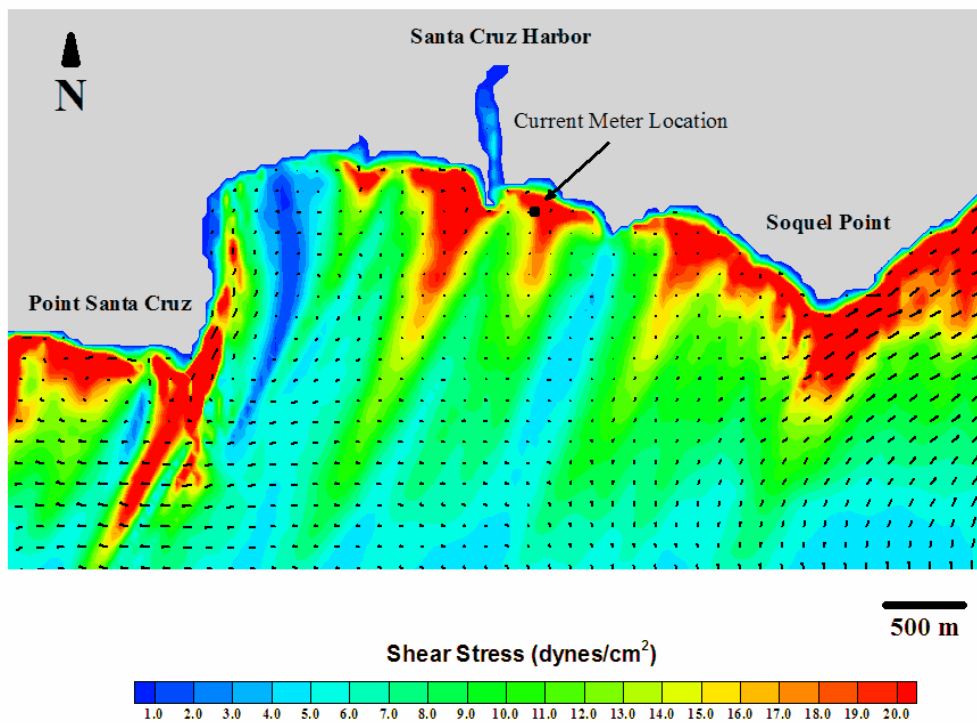 Santa Cruz Harbor
N
Current Meter Location
Soquel Point
Point Santa Cruz
500 m
Shear Stress (dynes/cm²)
1.0 2.0 3.0 4.0 5.0 6.0 7.0 8.0 9.0 10.0 11.0 12.0 13.0 14.0 15.0 16.0 17.0 18.0 19.0 20.0